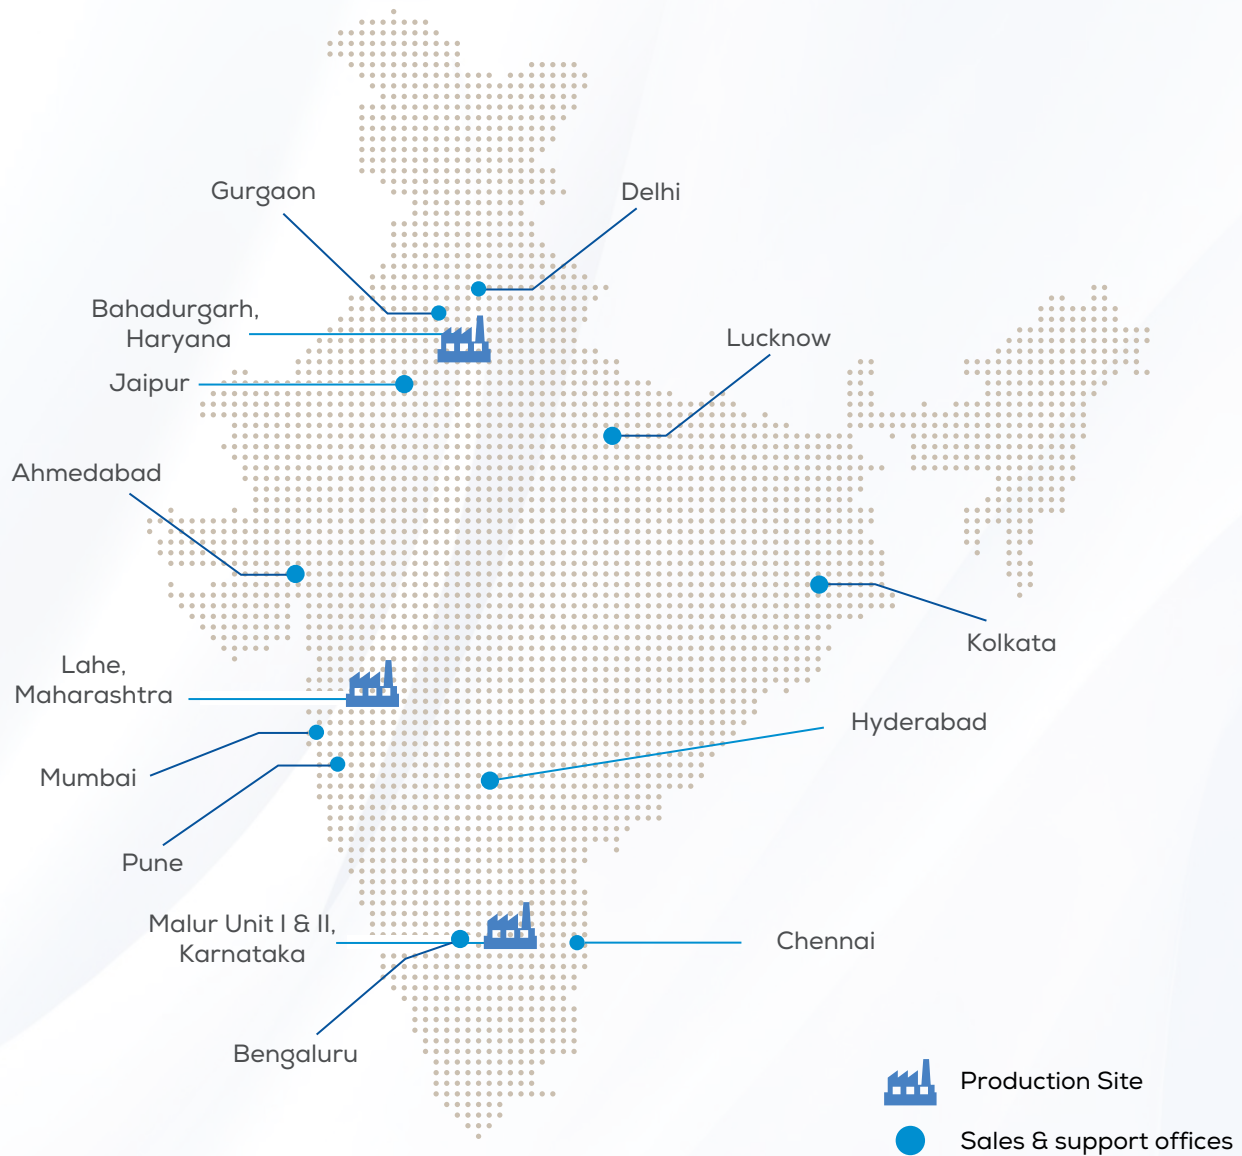 Gurgaon
Delhi
Bahadurgarh,
Haryana
Lucknow
Jaipur
Ahmedabad
Kolkata
Lahe,
Maharashtra
Hyderabad
Mumbai
Pune
Malur Unit I & II,
Karnataka
Chennai
Bengaluru
Production Site
Sales & support offices